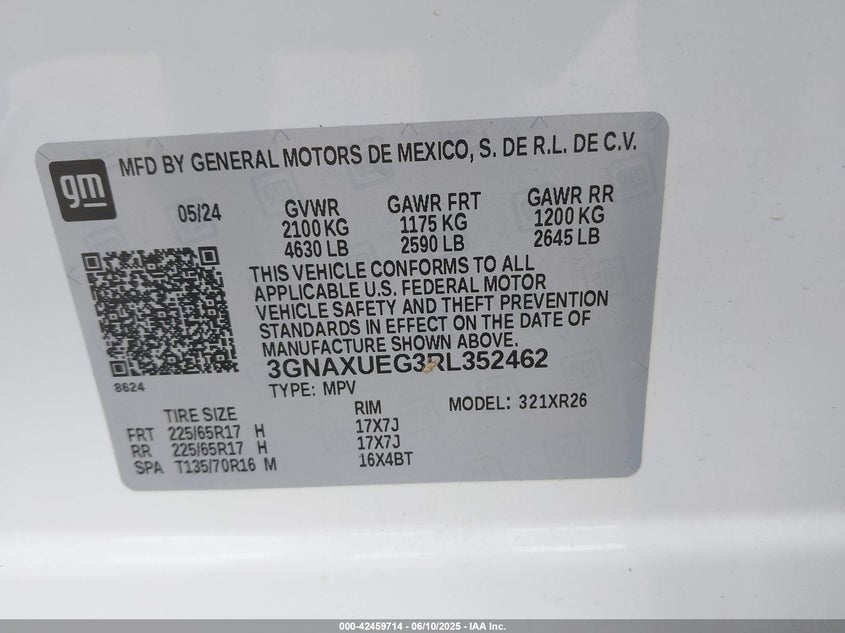 gm
MFD BY GENERAL MOTORS DE MEXICO, S. DE R.L. DE C.V.
05/24 GVWR GAWR FRT GAWR RR
2100 KG 1175 KG 1200 KG
4630 LB 2590 LB 2645 LB
THIS VEHICLE CONFORMS TO ALL
APPLICABLE U.S. FEDERAL MOTOR
VEHICLE SAFETY AND THEFT PREVENTION
STANDARDS IN EFFECT ON THE DATE OF
MANUFACTURE SHOWN ABOVE.
3GNAXUEG3RL352462
8624
TYPE: MPV
MODEL: 321XR26
TIRE SIZE RIM
FRT 225/65R17 H 17X7J
RR 225/65R17 H 17X7J
SPA T135/70R16 M 16X4BT
000-42459714 - 06/10/2025 - IAA Inc.